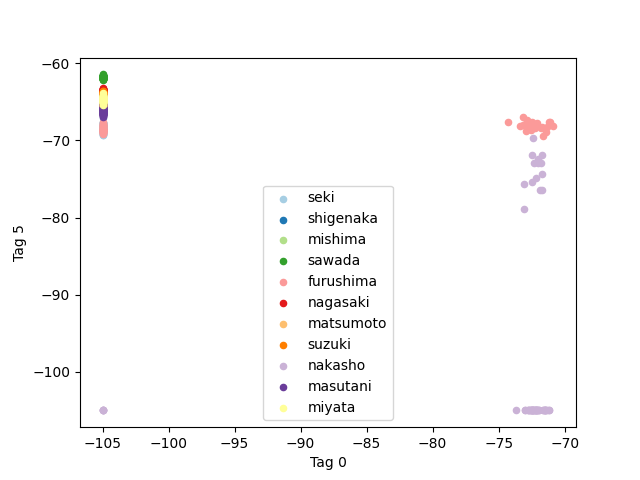 −60
−70
−80
−90
−100
Tag 5
seki
shigenaka
mishima
sawada
furushima
nagasaki
matsumoto
suzuki
nakasho
masutani
miyata
−105 −100 −95 −90 −85 −80 −75 −70
Tag 0